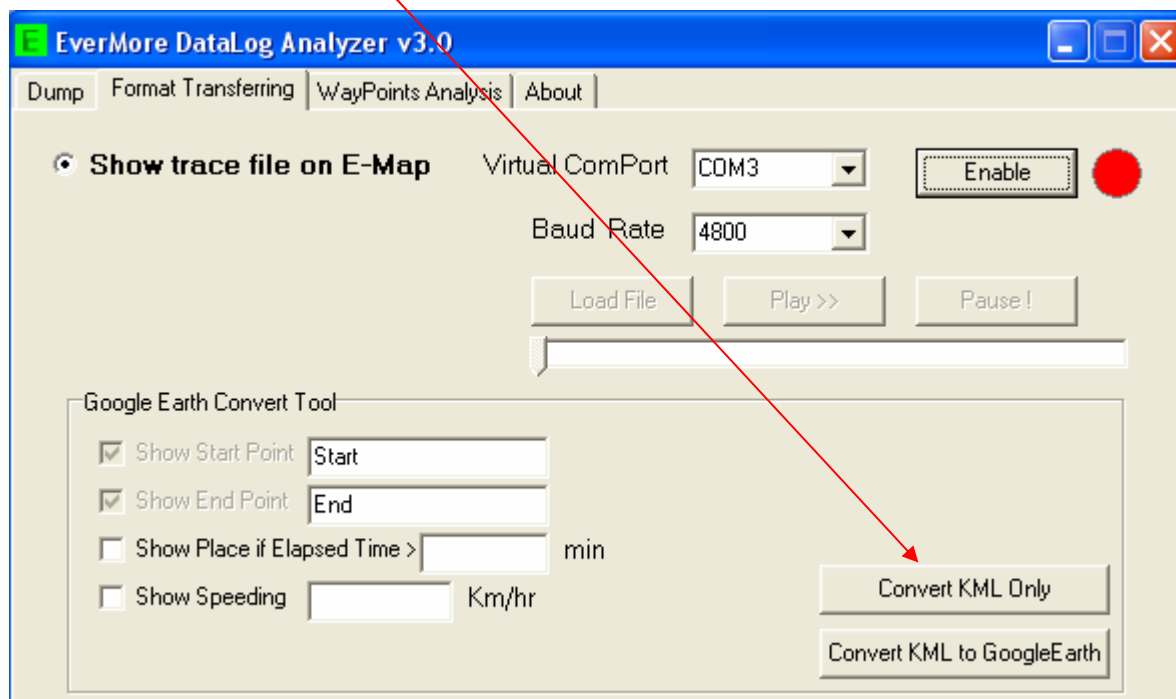 EverMore DataLog Analyzer v3.0
Dump Format Transferring WayPoints Analysis About
Show trace file on E-Map Virtual ComPort COM3 Enable
Baud Rate 4800
Load File Play >> Pause !
Google Earth Convert Tool
Show Start Point Start
Show End Point End
Show Place if Elapsed Time > min
Show Speeding Km/hr
Convert KML Only
Convert KML to GoogleEarth